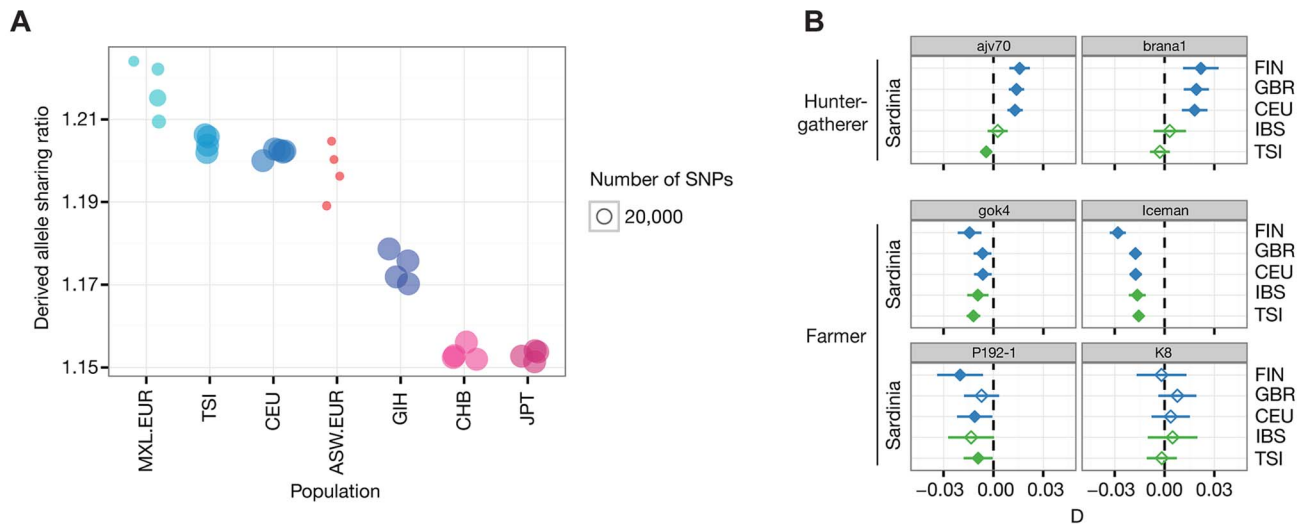 A
Derived allele sharing ratio
1.21
1.19
1.17
1.15
MXL.EUR
TSI
CEU
ASW.EUR
GIH
CHB
JPT
Population
Number of SNPs
20,000
B
Hunter-
gatherer
Sardinia
ajv70
brana1
FIN
GBR
CEU
IBS
TSI
Farmer
Sardinia
gok4
Iceman
FIN
GBR
CEU
IBS
TSI
Sardinia
P192-1
K8
FIN
GBR
CEU
IBS
TSI
−0.03 0.00 0.03
−0.03 0.00 0.03
D